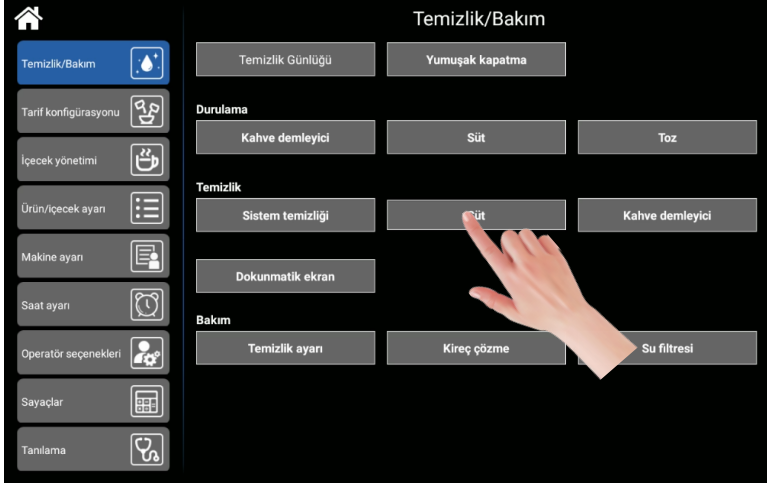 Temizlik/Bakım
Temizlik/Bakım
Tarif konfigürasyonu
İçecek yönetimi
Ürün/içecek ayarı
Makine ayarı
Saat ayarı
Operatör seçenekleri
Sayaçlar
Tanılama
Temizlik Günlüğü
Yumuşak kapatma
Durulama
Kahve demleyici
Süt
Toz
Temizlik
Sistem temizliği
Süt
Kahve demleyici
Dokunmatik ekran
Bakım
Temizlik ayarı
Kireç çözme
Su filtresi